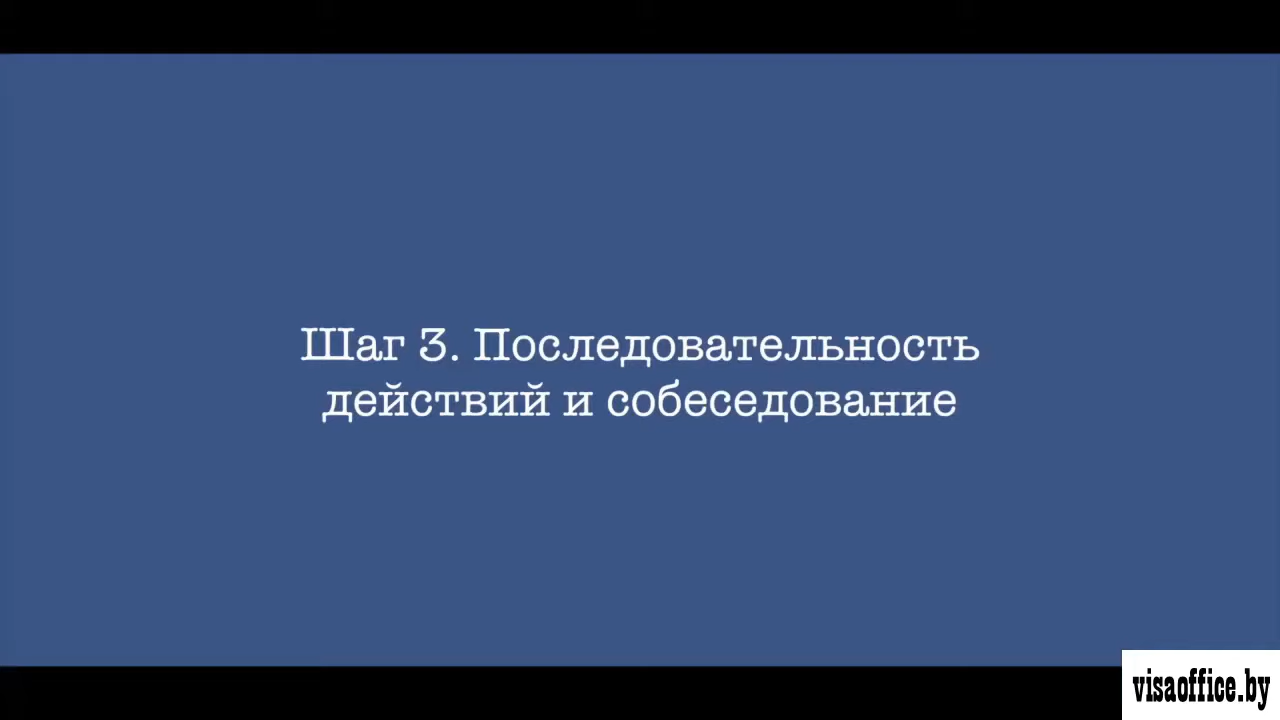 Шаг 3. Последовательность
действий и собеседование
visaoffice.by